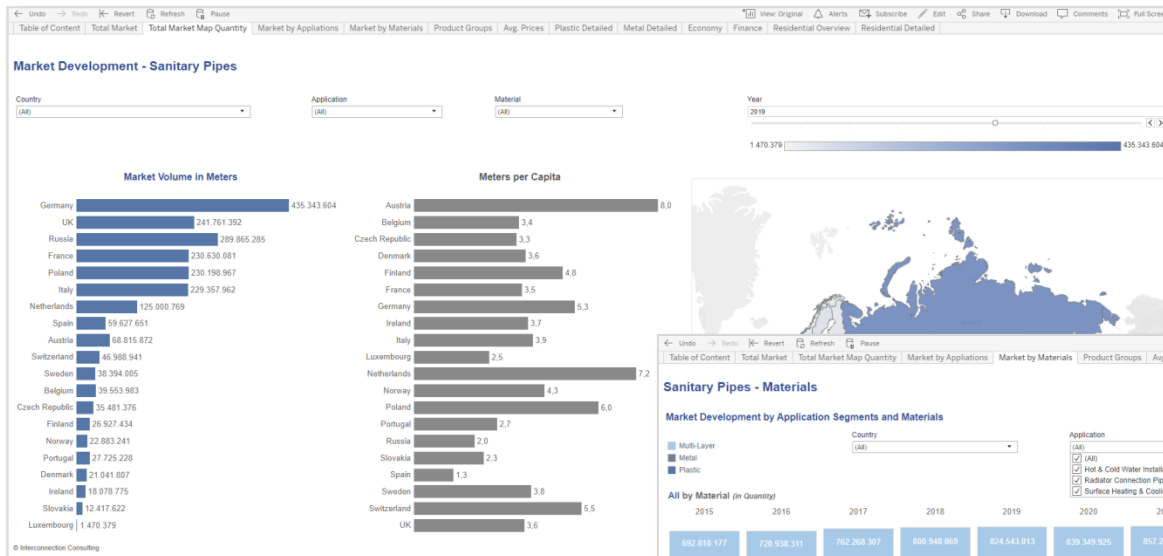 Undo Redo Revert Refresh Pause View: Original Alerts Subscribe Edit Share Download Comments Full Scree
Table of Content Total Market Total Market Map Quantity Market by Appliations Market by Materials Product Groups Avg. Prices Plastic Detailed Metal Detailed Economy Finance Residential Overview Residential Detailed
Market Development - Sanitary Pipes
Country Application Material Year
(All) (All) (All) 2019
1.470.379 435.343.604
Market Volume in Meters
Germany 435.343.604
UK 241.761.392
Russia 289.865.285
France 230.630.081
Poland 230.198.967
Italy 229.357.962
Netherlands 125.000.769
Spain 59.627.651
Austria 68.815.872
Switzerland 46.988.941
Sweden 38.394.005
Belgium 39.553.983
Czech Republic 35.481.376
Finland 26.927.434
Norway 22.883.241
Portugal 27.725.228
Denmark 21.041.807
Ireland 18.078.775
Slovakia 12.417.622
Luxembourg 1.470.379
© Interconnection Consulting
Meters per Capita
Austria 8,0
Belgium 3,4
Czech Republic 3,3
Denmark 3,6
Finland 4,8
France 3,5
Germany 5,3
Ireland 3,7
Italy 3,9
Luxembourg 2,5
Netherlands 7,2
Norway 4,3
Poland 6,0
Portugal 2,7
Russia 2,0
Slovakia 2,3
Spain 1,3
Sweden 3,8
Switzerland 5,5
UK 3,6
Undo Redo Revert Refresh Pause
Table of Content Total Market Total Market Map Quantity Market by Appliations Market by Materials Product Groups Av
Sanitary Pipes - Materials
Market Development by Application Segments and Materials
Multi-Layer
Metal
Plastic
Country
(All)
Application
(All)
(All)
Hot & Cold Water Install
Radiator Connection Pip
Surface Heating & Cooli
All by Material (in Quantity)
2015 2016 2017 2018 2019 2020 2
692.810.177 720.938.311 762.268.307 800.948.869 824.543.013 839.349.925 857.2